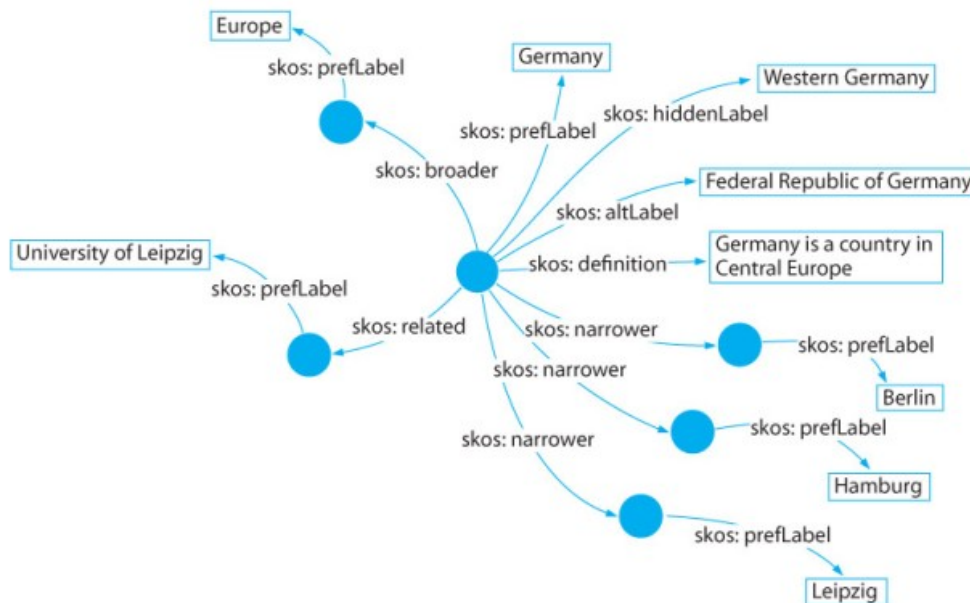 Europe
skos: prefLabel
Germany
Western Germany
skos: hiddenLabel
skos: prefLabel
skos: broader
Federal Republic of Germany
skos: altLabel
University of Leipzig
Germany is a country in
Central Europe
skos: definition
skos: prefLabel
skos: related
skos: narrower
skos: prefLabel
skos: narrower
Berlin
skos: prefLabel
skos: narrower
Hamburg
skos: prefLabel
Leipzig